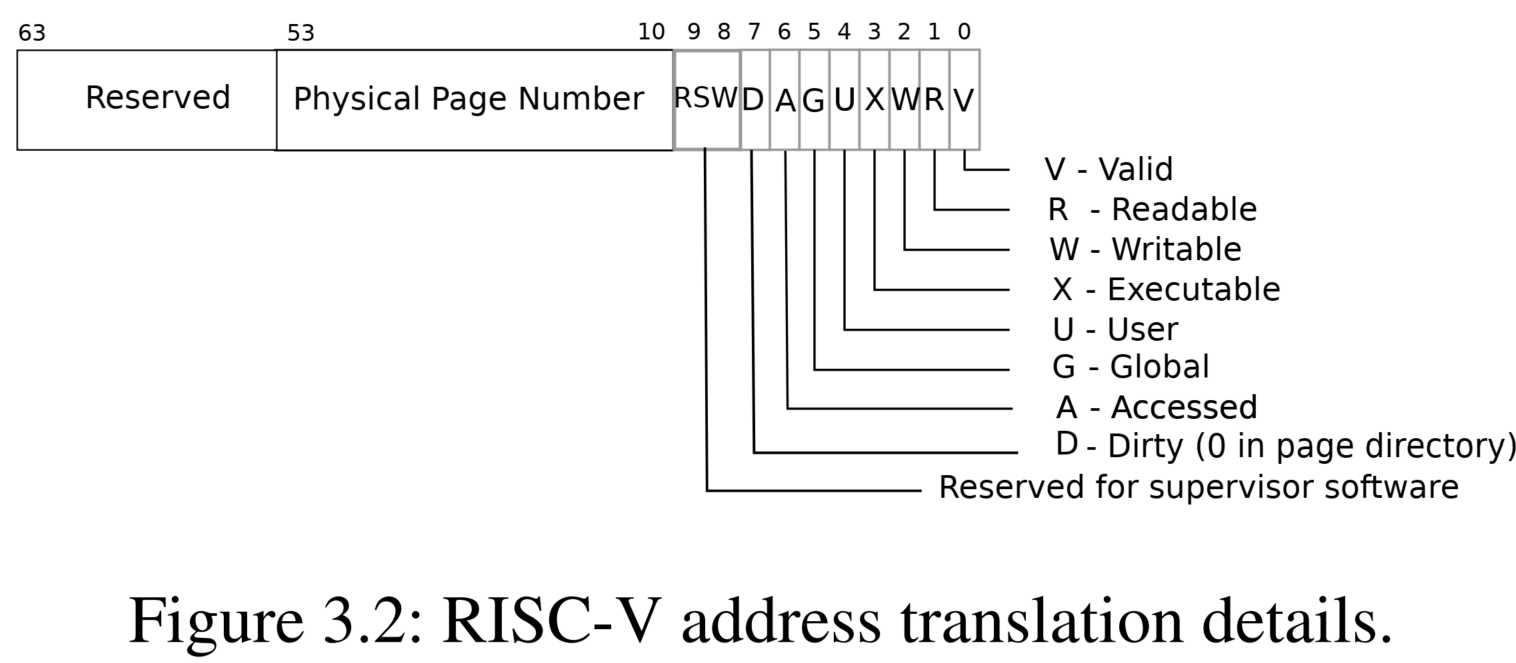 63 53 10 9 8 7 6 5 4 3 2 1 0
Reserved Physical Page Number RSW D A G U X W R V
V - Valid
R - Readable
W - Writable
X - Executable
U - User
G - Global
A - Accessed
D - Dirty (0 in page directory)
Reserved for supervisor software
Figure 3.2: RISC-V address translation details.